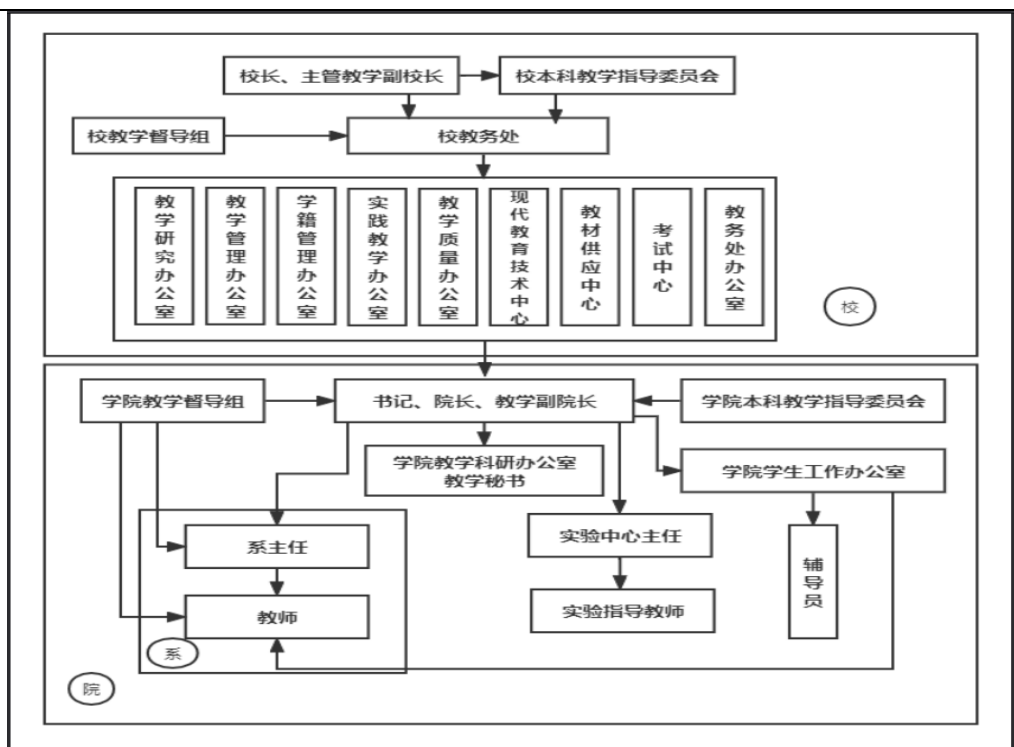 校长、主管教学副校长
校本科教学指导委员会
校教学督导组
校教务处
教学研究办公室
教学管理办公室
学籍管理办公室
实践教学办公室
教学质量办公室
现代教育技术中心
教材供应中心
考试中心
教务处办公室
校
学院教学督导组
书记、院长、教学副院长
学院本科教学指导委员会
学院教学科研办公室
教学秘书
学院学生工作办公室
系主任
实验中心主任
辅导员
教师
实验指导教师
系
院